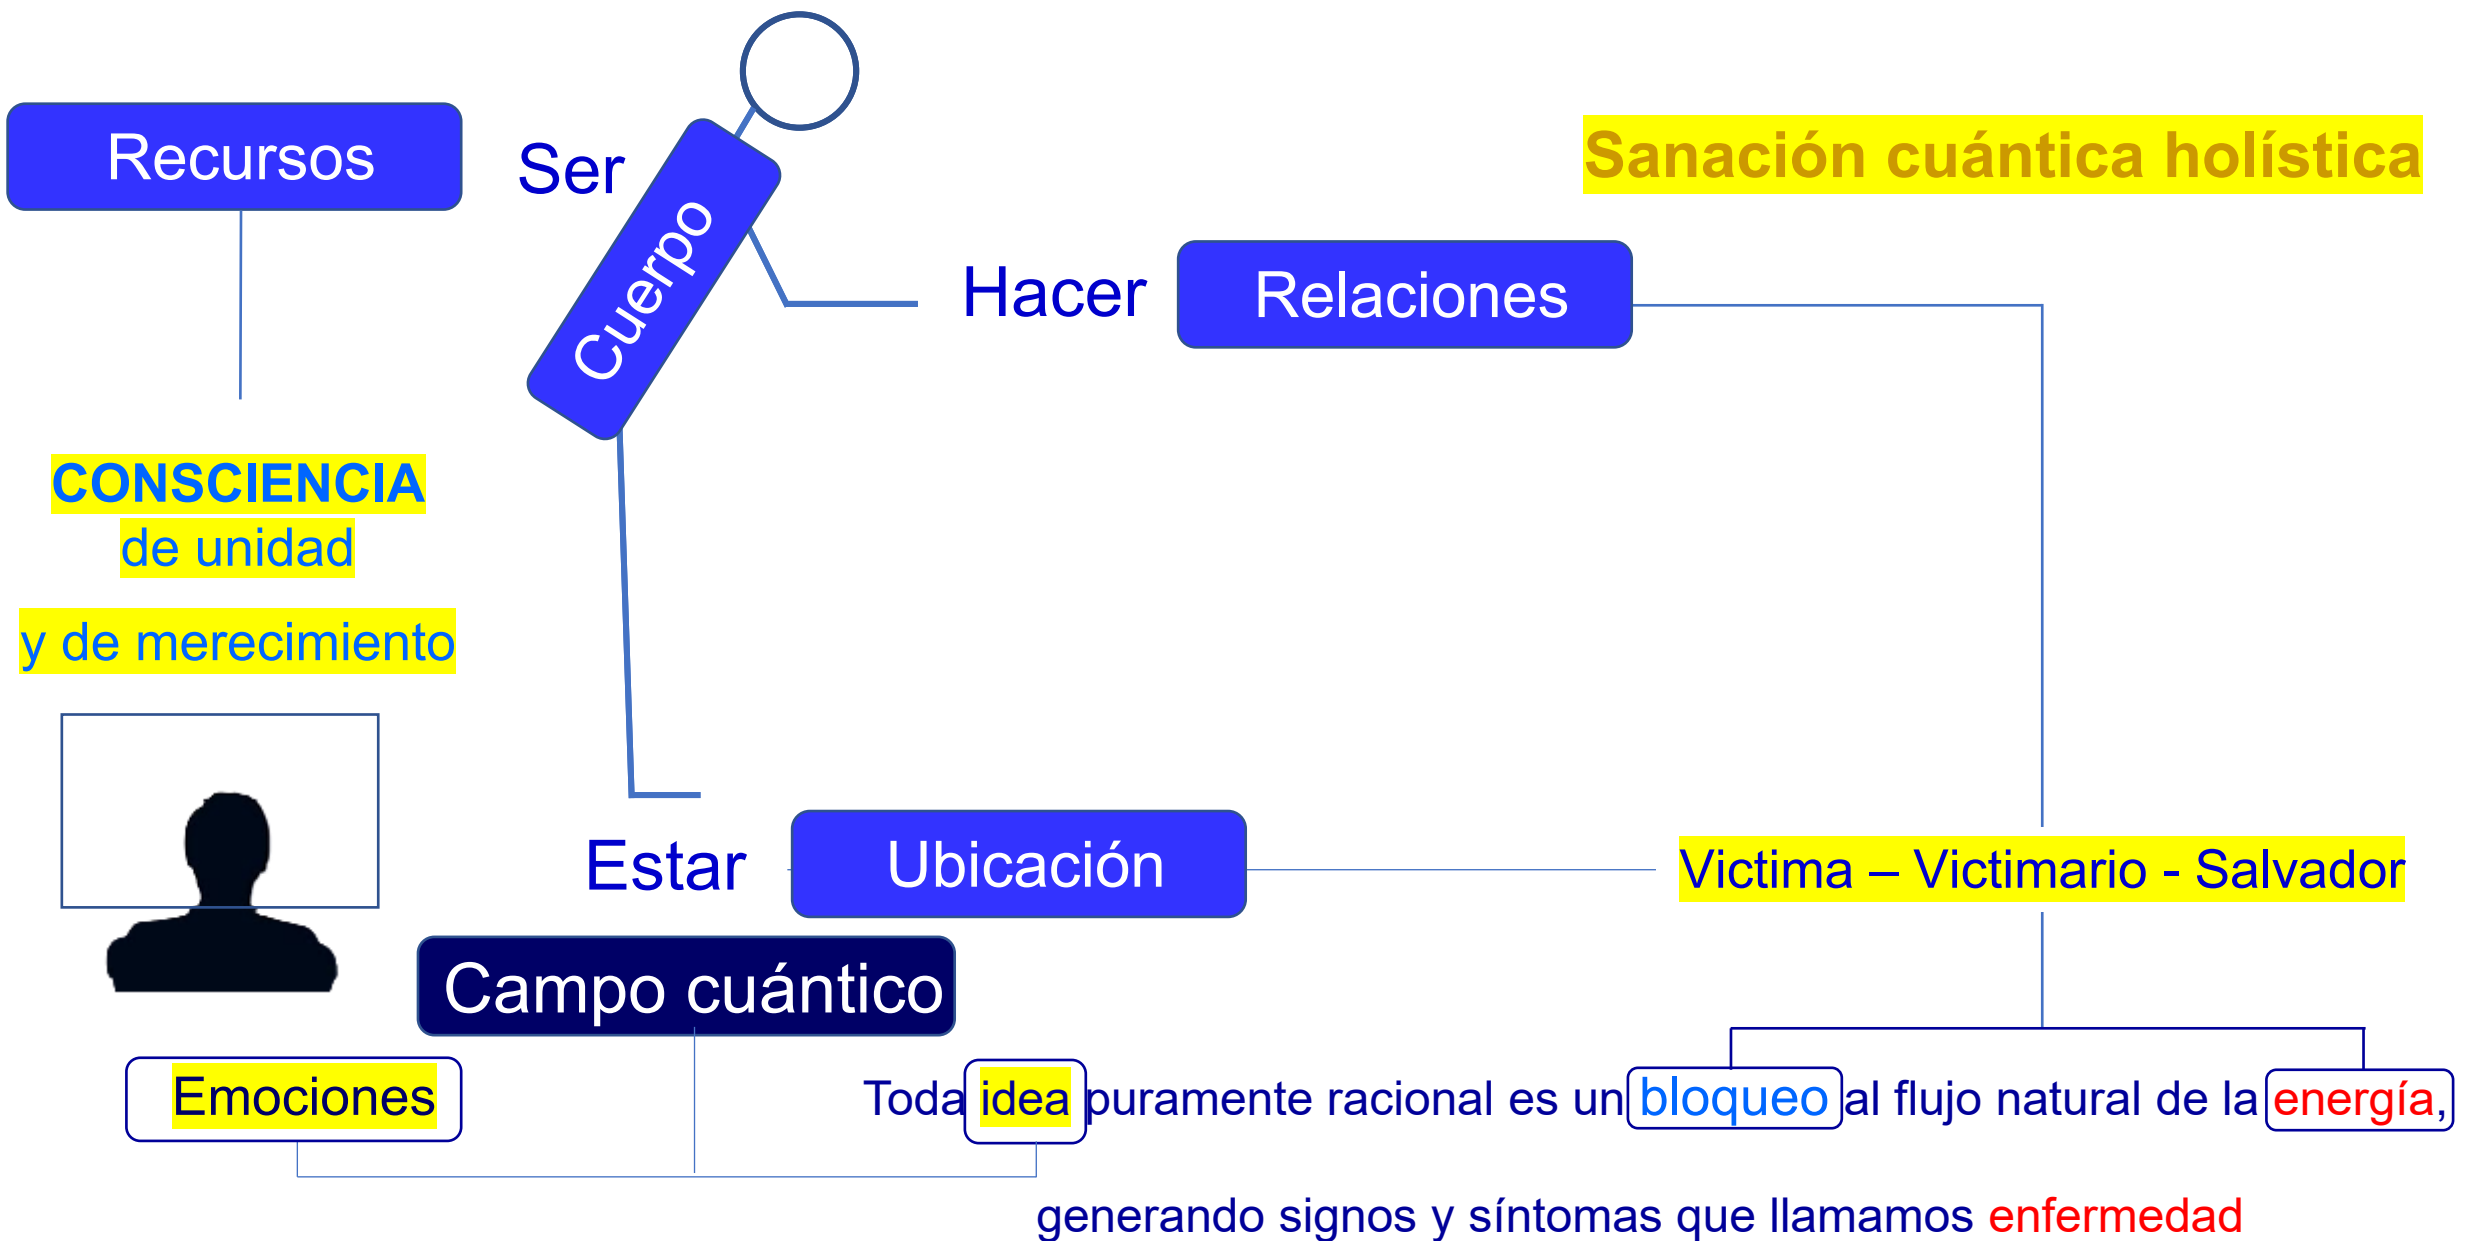 Recursos
Ser
Cuerpo
Sanación cuántica holística
Hacer
Relaciones
CONSCIENCIA
de unidad
y de merecimiento
Estar
Ubicación
Victima – Victimario - Salvador
Campo cuántico
Emociones
Toda idea puramente racional es un bloqueo al flujo natural de la energía,
generando signos y síntomas que llamamos enfermedad